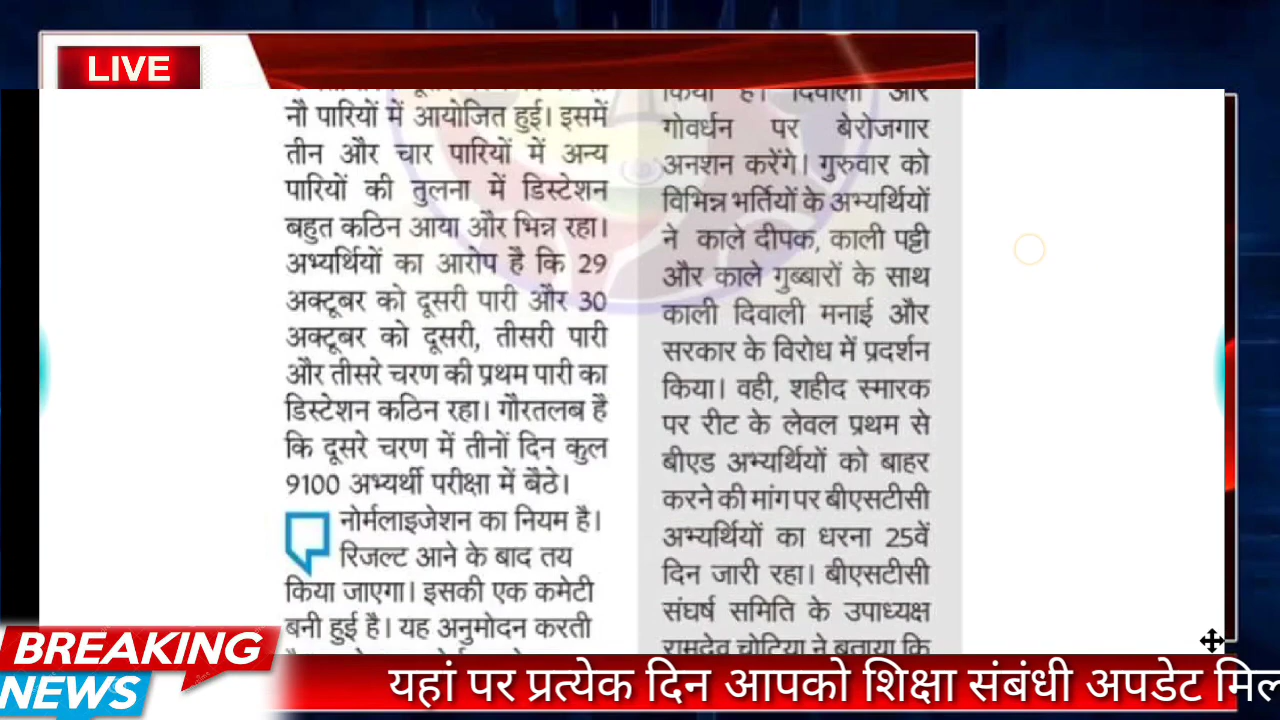 LIVE
नौ पारियों में आयोजित हुई। इसमें
तीन और चार पारियों में अन्य
पारियों की तुलना में डिस्टेशन
बहुत कठिन आया और भिन्न रहा।
अभ्यर्थियों का आरोप है कि 29
अक्टूबर को दूसरी पारी और 30
अक्टूबर को दूसरी, तीसरी पारी
और तीसरे चरण की प्रथम पारी का
डिस्टेशन कठिन रहा। गौरतलब है
कि दूसरे चरण में तीनों दिन कुल
9100 अभ्यर्थी परीक्षा में बैठे।
नोर्मलाइजेशन का नियम है।
रिजल्ट आने के बाद तय
किया जाएगा। इसकी एक कमेटी
बनी हुई है। यह अनुमोदन करती
किया है। दिवाली और
गोवर्धन पर बेरोजगार
अनशन करेंगे। गुरुवार को
विभिन्न भर्तियों के अभ्यर्थियों
ने काले दीपक, काली पट्टी
और काले गुब्बारों के साथ
काली दिवाली मनाई और
सरकार के विरोध में प्रदर्शन
किया। वही, शहीद स्मारक
पर रीट के लेवल प्रथम से
बीएड अभ्यर्थियों को बाहर
करने की मांग पर बीएसटीसी
अभ्यर्थियों का धरना 25वें
दिन जारी रहा। बीएसटीसी
संघर्ष समिति के उपाध्यक्ष
रामदेव चोटिया ने बताया कि
BREAKING
NEWS
यहां पर प्रत्येक दिन आपको शिक्षा संबंधी अपडेट मिल